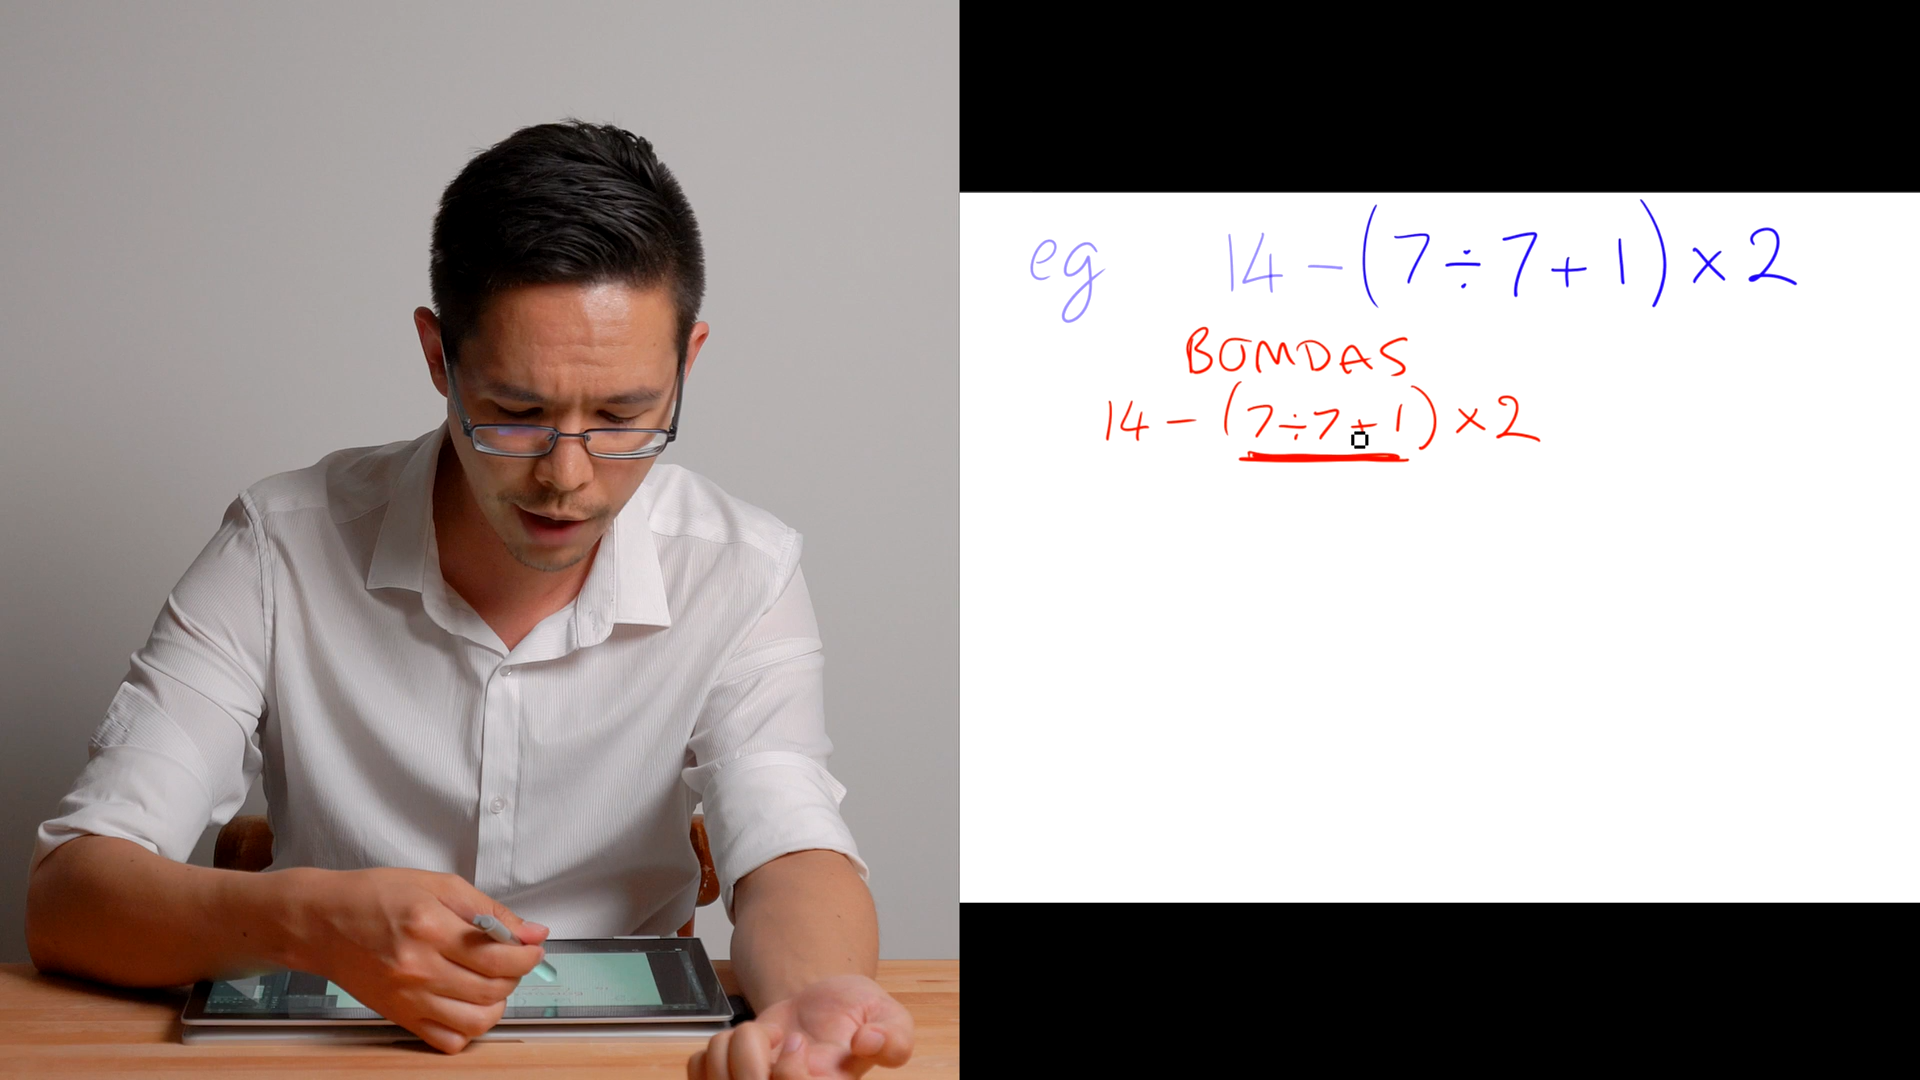 eg 14 - (7 ÷ 7 + 1) × 2
BOMDAS
14 - (7 ÷ 7 + 1) × 2